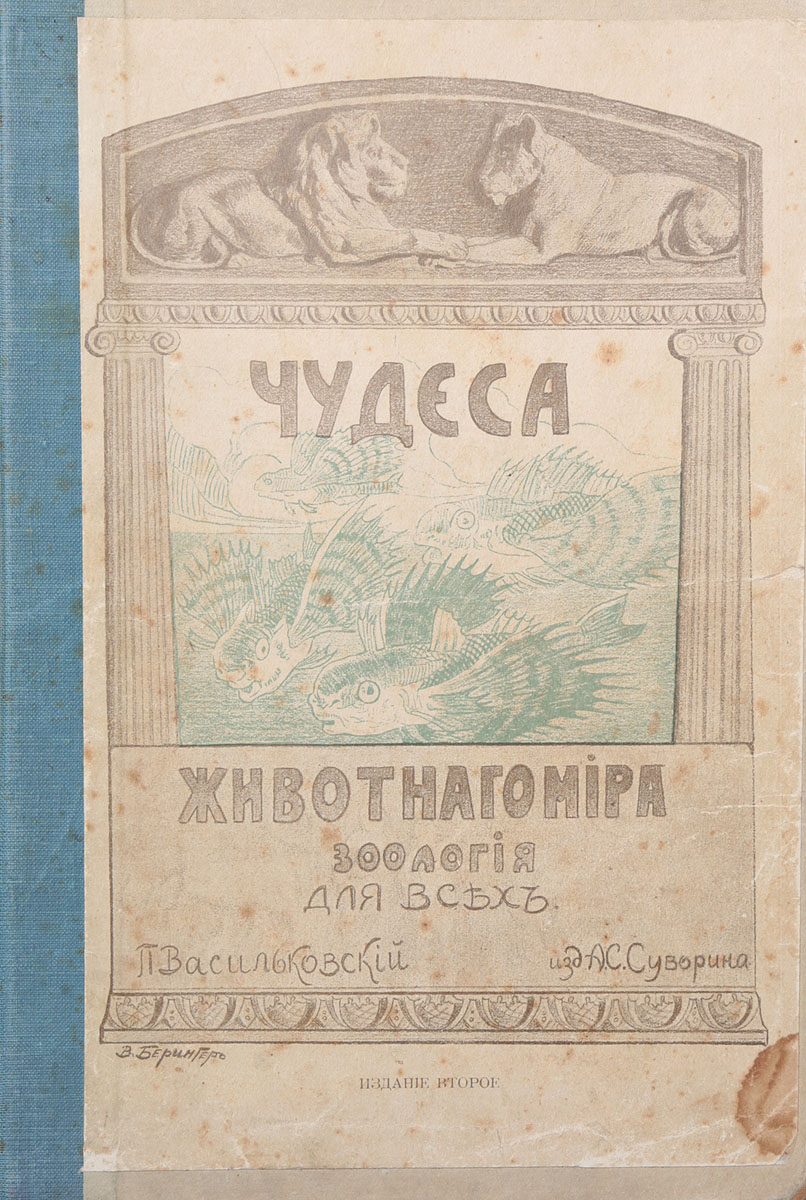 ЧУДЕСА
ЖИВОТНАГО МІРА
ЗООЛОГІЯ
ДЛЯ ВСѢХЪ.
П Васильковскій изд А.С. Суворина
В. БЕРИНГЕРЪ
ИЗДАНІЕ ВТОРОЕ